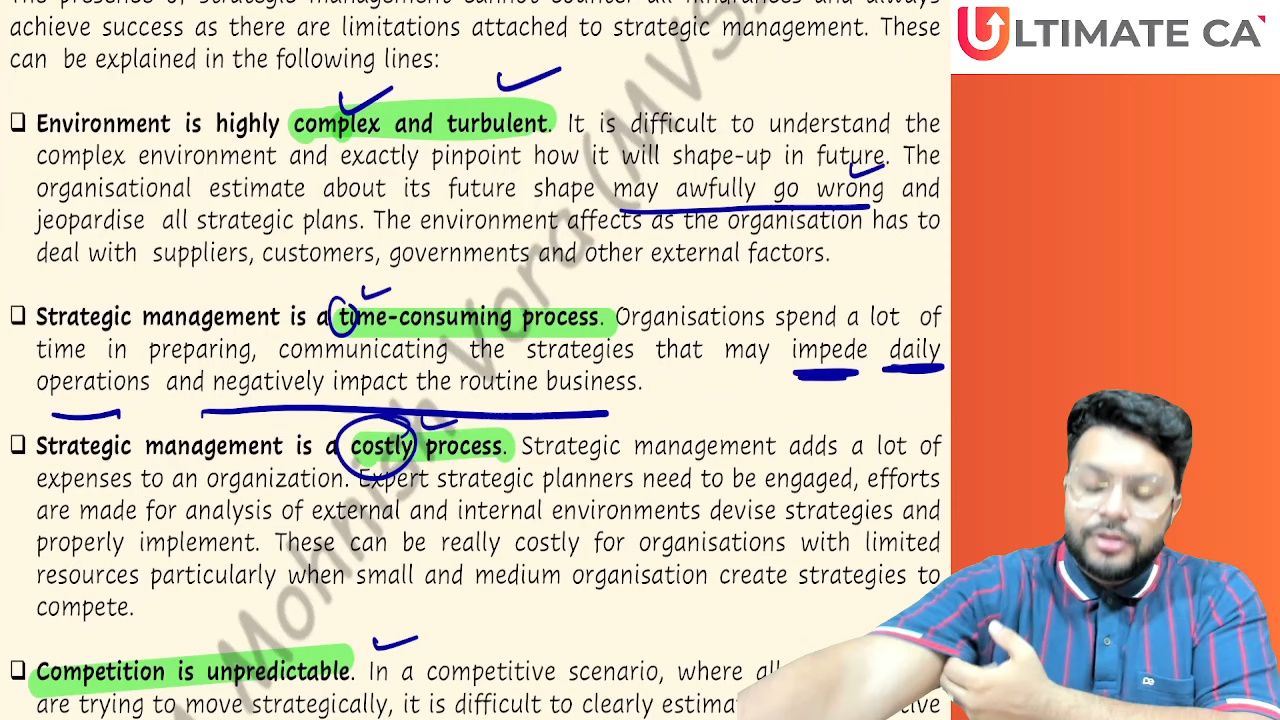 achieve success as there are limitations attached to strategic management. These
can be explained in the following lines:
ULTIMATE CA
❑ Environment is highly complex and turbulent. It is difficult to understand the
complex environment and exactly pinpoint how it will shape-up in future. The
organisational estimate about its future shape may awfully go wrong and
jeopardise all strategic plans. The environment affects as the organisation has to
deal with suppliers, customers, governments and other external factors.
❑ Strategic management is a time-consuming process. Organisations spend a lot of
time in preparing, communicating the strategies that may impede daily
operations and negatively impact the routine business.
❑ Strategic management is a costly process. Strategic management adds a lot of
expenses to an organization. Expert strategic planners need to be engaged, efforts
are made for analysis of external and internal environments devise strategies and
properly implement. These can be really costly for organisations with limited
resources particularly when small and medium organisation create strategies to
compete.
❑ Competition is unpredictable. In a competitive scenario, where
are trying to move strategically, it is difficult to clearly
Mohnish Vora (MV